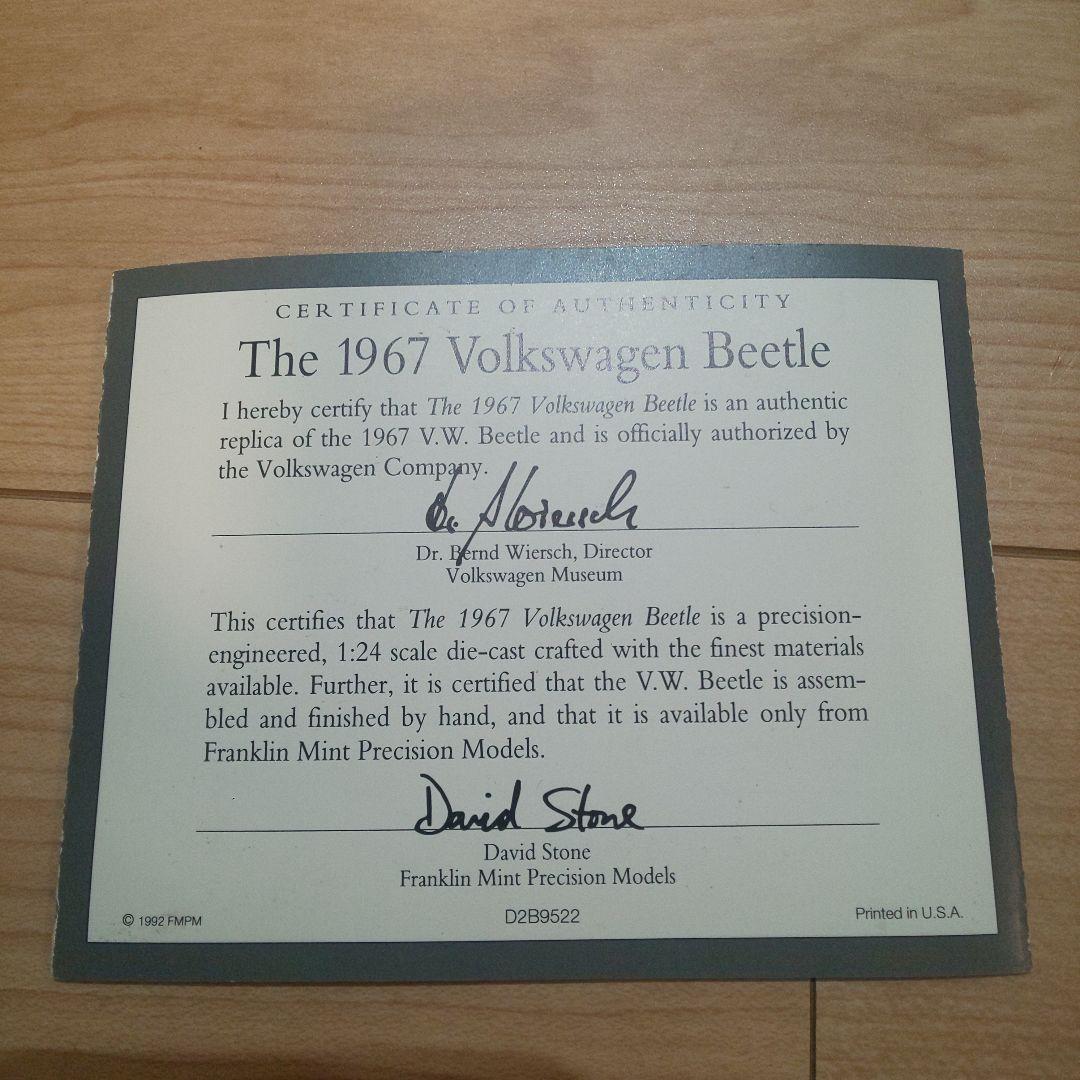 CERTIFICATE OF AUTHENTICITY
The 1967 Volkswagen Beetle
I hereby certify that The 1967 Volkswagen Beetle is an authentic
replica of the 1967 V.W. Beetle and is officially authorized by
the Volkswagen Company.
Dr. B Wiersch
Dr. Bernd Wiersch, Director
Volkswagen Museum
This certifies that The 1967 Volkswagen Beetle is a precision-
engineered, 1:24 scale die-cast crafted with the finest materials
available. Further, it is certified that the V.W. Beetle is assem-
bled and finished by hand, and that it is available only from
Franklin Mint Precision Models.
David Stone
David Stone
Franklin Mint Precision Models
© 1992 FMPM
D2B9522
Printed in U.S.A.